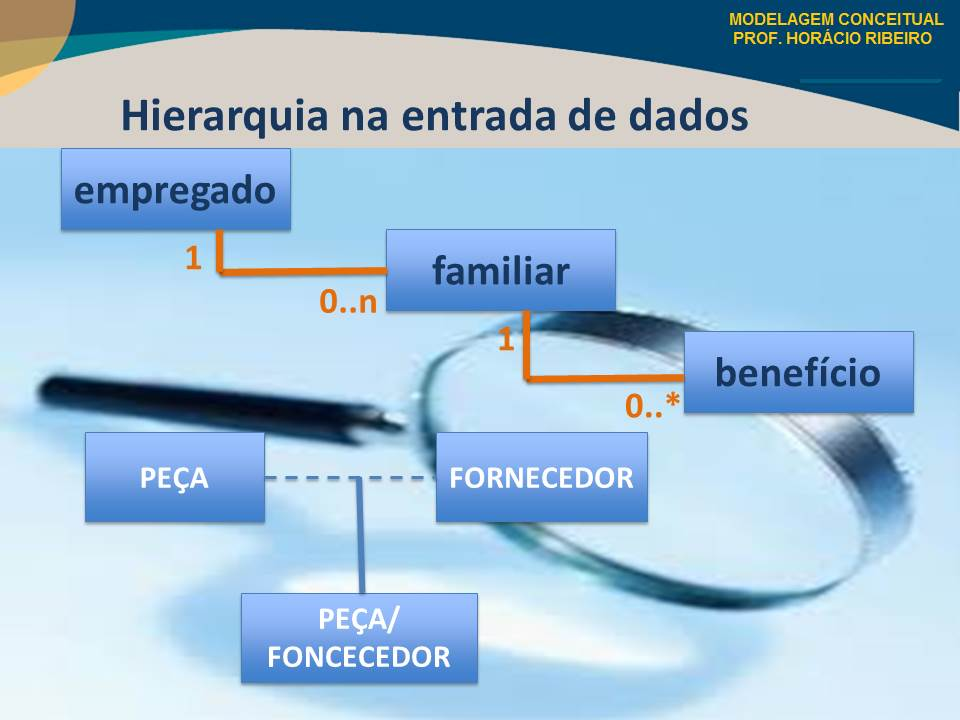 MODELAGEM CONCEITUAL
PROF. HORÁCIO RIBEIRO
Hierarquia na entrada de dados
empregado
1
0..n
familiar
1
0..*
benefício
PEÇA
FORNECEDOR
PEÇA/
FONCECEDOR